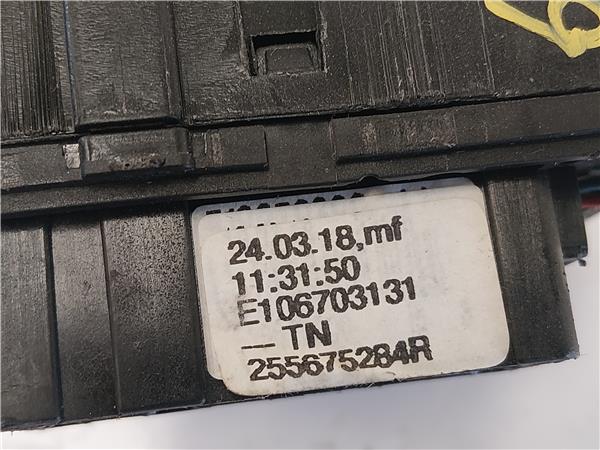 24.03.18,mf
11:31:50
E106703131
— TN
255675284R